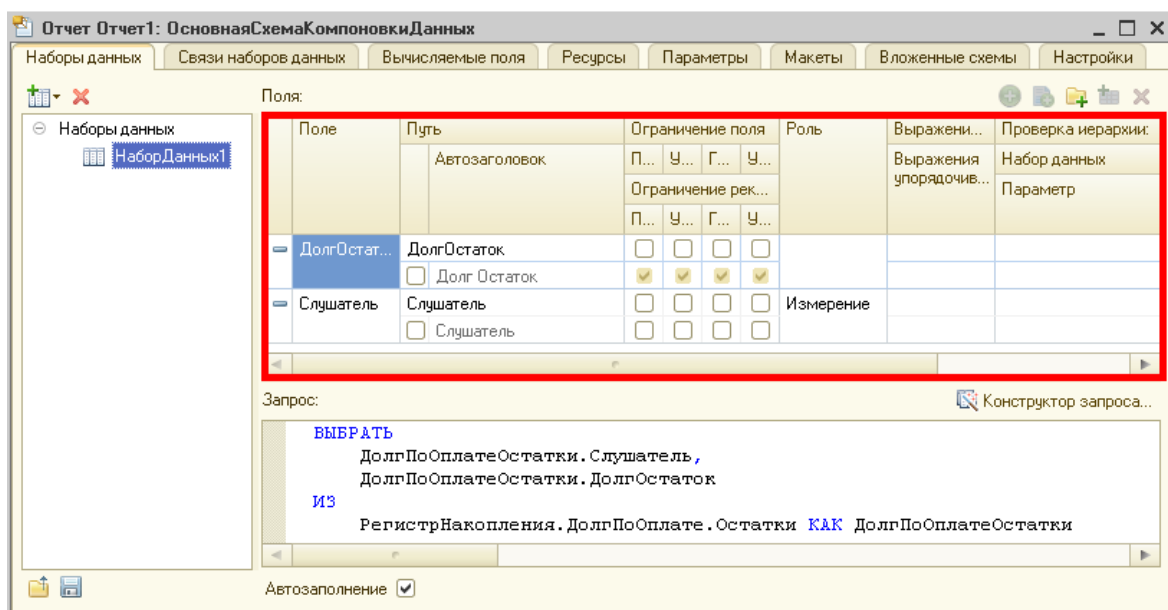 Отчет Отчет1: ОсновнаяСхемаКомпоновкиДанных
Наборы данных Связи наборов данных Вычисляемые поля Ресурсы Параметры Макеты Вложенные схемы Настройки
Поля:
Наборы данных
НаборДанных1
Поле Путь Ограничение поля Роль Выражени... Проверка иерархии:
Автозаголовок П... У... Г... У... Выражения упорядочив... Набор данных
Ограничение рек... Параметр
П... У... Г... У...
ДолгОстат... ДолгОстаток
Долг Остаток
Слушатель Слушатель Измерение
Слушатель
Запрос: Конструктор запроса...
ВЫБРАТЬ
ДолгПоОплатеОстатки.Слушатель,
ДолгПоОплатеОстатки.ДолгОстаток
ИЗ
РегистрНакопления.ДолгПоОплате.Остатки КАК ДолгПоОплатеОстатки
Автозаполнение